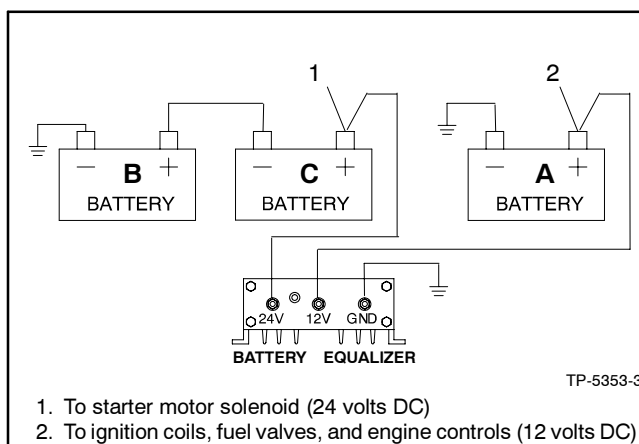 1
2
− + − + − +
B C A
BATTERY BATTERY BATTERY
24V 12V GND
BATTERY EQUALIZER
TP-5353-3
1. To starter motor solenoid (24 volts DC)
2. To ignition coils, fuel valves, and engine controls (12 volts DC)